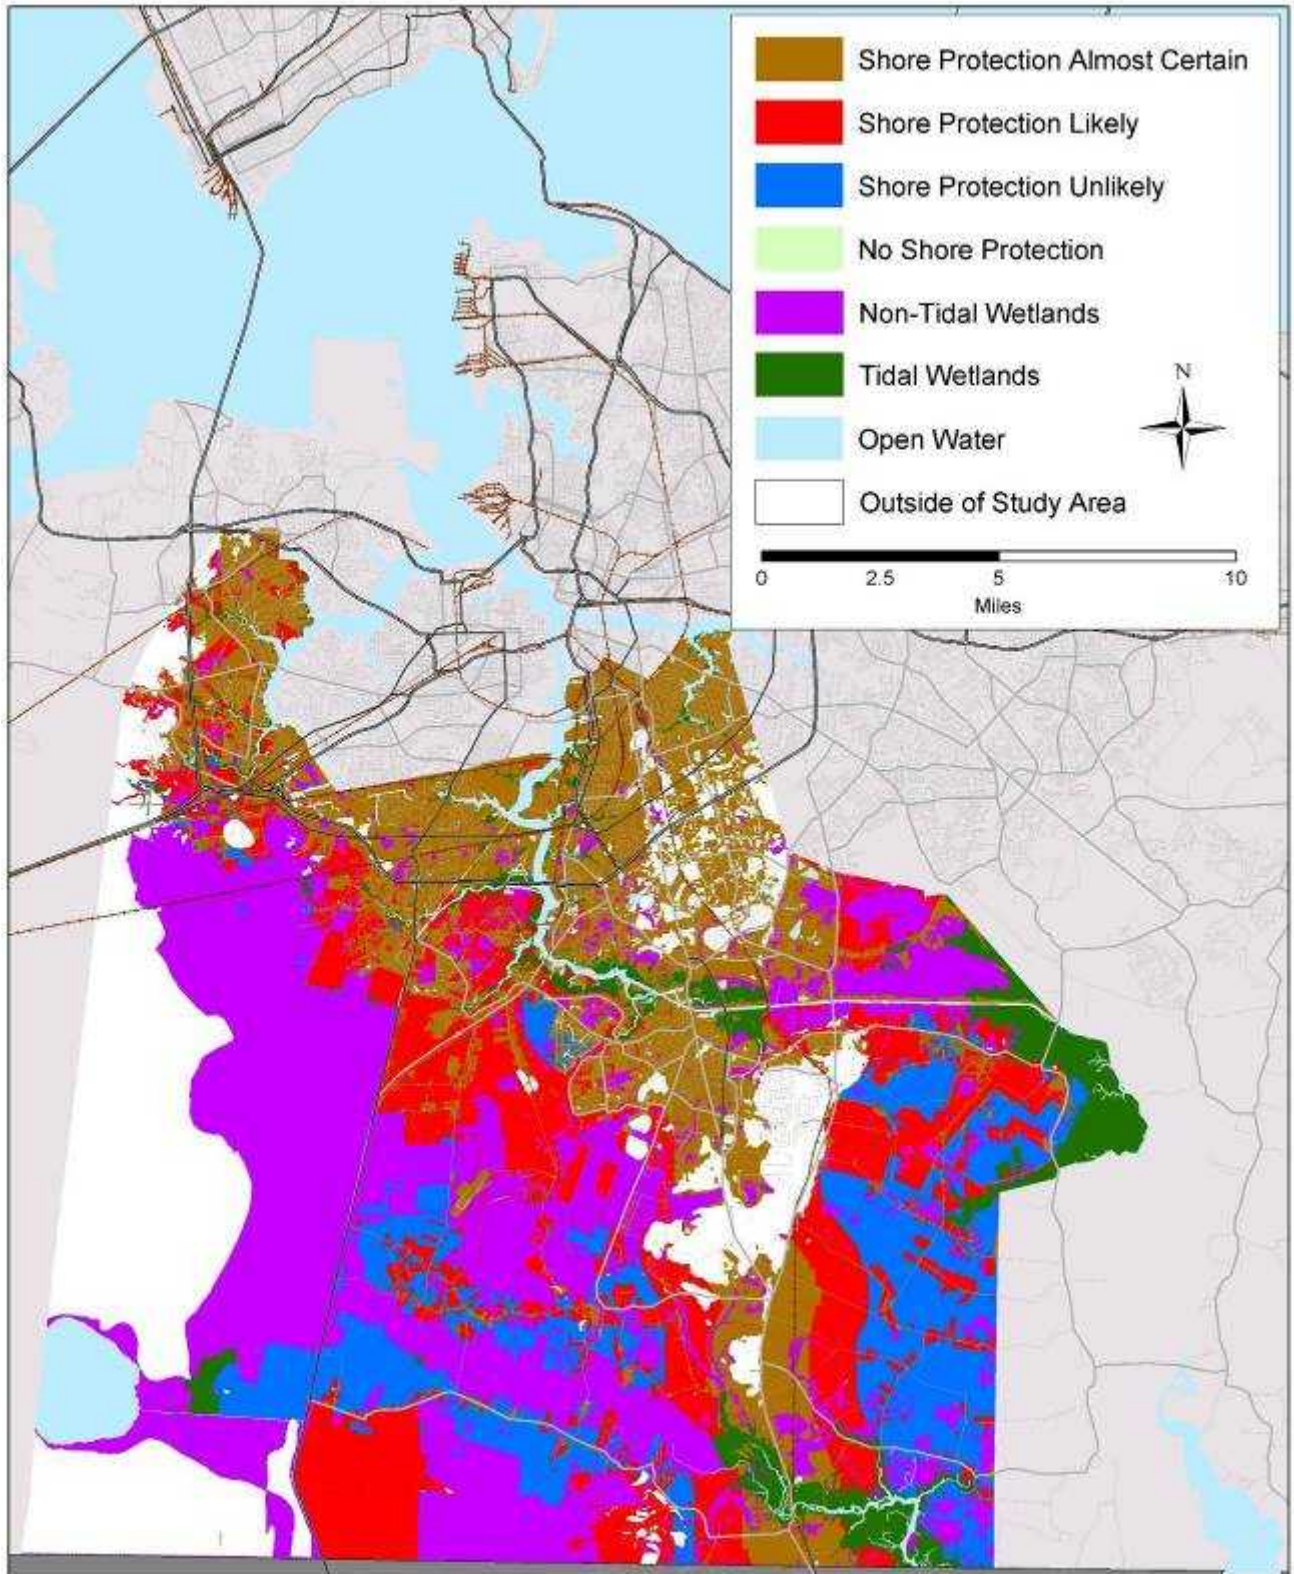 Shore Protection Almost Certain
Shore Protection Likely
Shore Protection Unlikely
No Shore Protection
Non-Tidal Wetlands
Tidal Wetlands
N
Open Water
Outside of Study Area
0 2.5 5 10
Miles